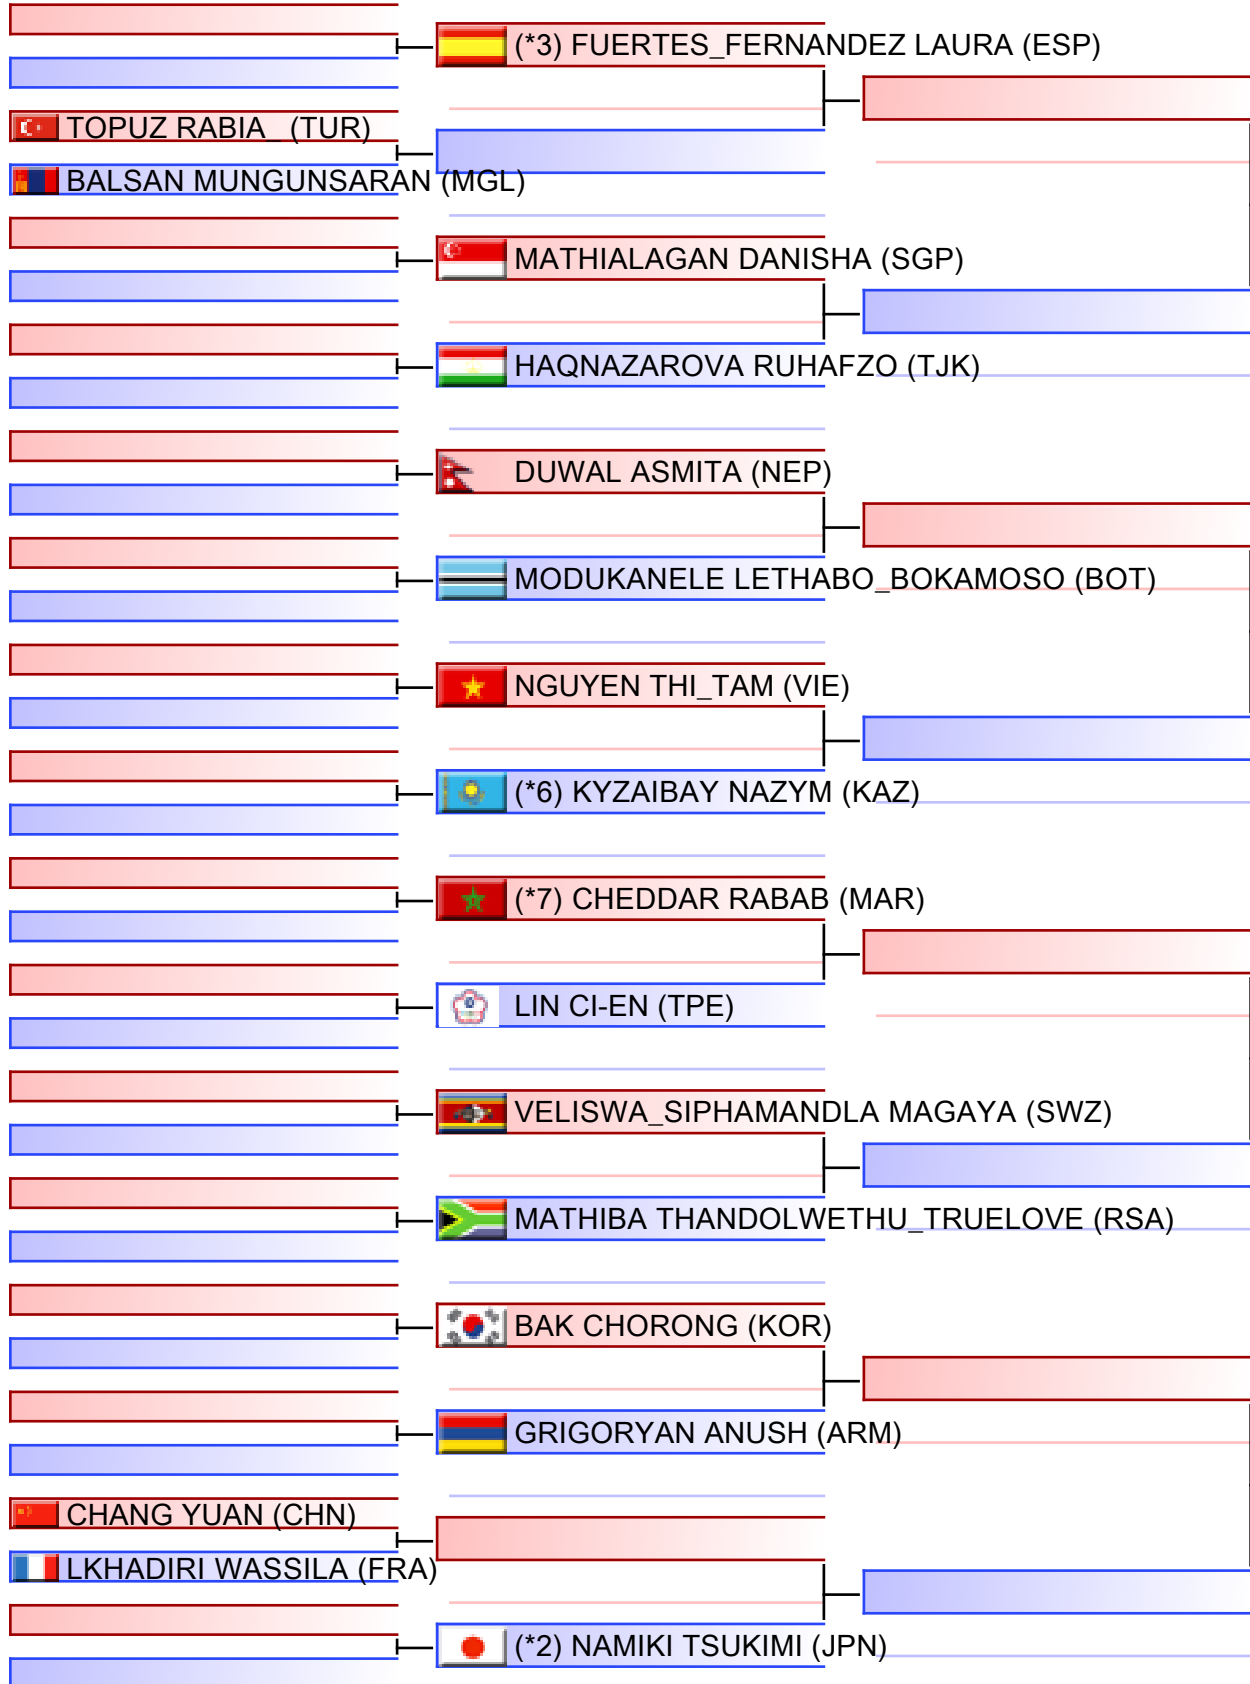 (*3) FUERTES_FERNANDEZ LAURA (ESP)
TOPUZ RABIA_ (TUR)
BALSAN MUNGUNSARAN (MGL)
MATHIALAGAN DANISHA (SGP)
HAQNAZAROVA RUHAFZO (TJK)
DUWAL ASMITA (NEP)
MODUKANELE LETHABO_BOKAMOSO (BOT)
NGUYEN THI_TAM (VIE)
(*6) KYZAIBAY NAZYM (KAZ)
(*7) CHEDDAR RABAB (MAR)
LIN CI-EN (TPE)
VELISWA_SIPHAMANDLA MAGAYA (SWZ)
MATHIBA THANDOLWETHU_TRUELOVE (RSA)
BAK CHORONG (KOR)
GRIGORYAN ANUSH (ARM)
CHANG YUAN (CHN)
LKHADIRI WASSILA (FRA)
(*2) NAMIKI TSUKIMI (JPN)